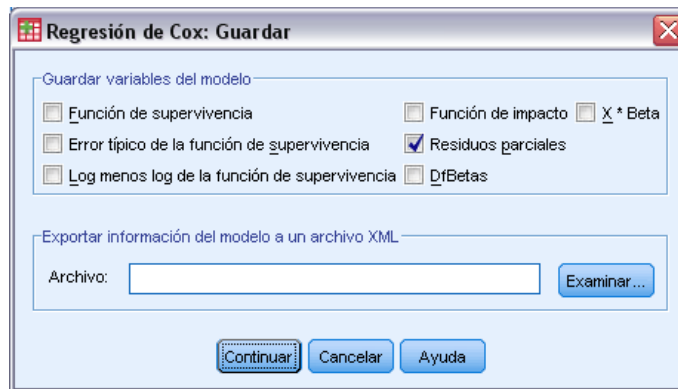 Regresión de Cox: Guardar
Guardar variables del modelo
Función de supervivencia
Función de impacto
X * Beta
Error típico de la función de supervivencia
Residuos parciales
Log menos log de la función de supervivencia
DfBetas
Exportar información del modelo a un archivo XML
Archivo:
Examinar...
Continuar
Cancelar
Ayuda